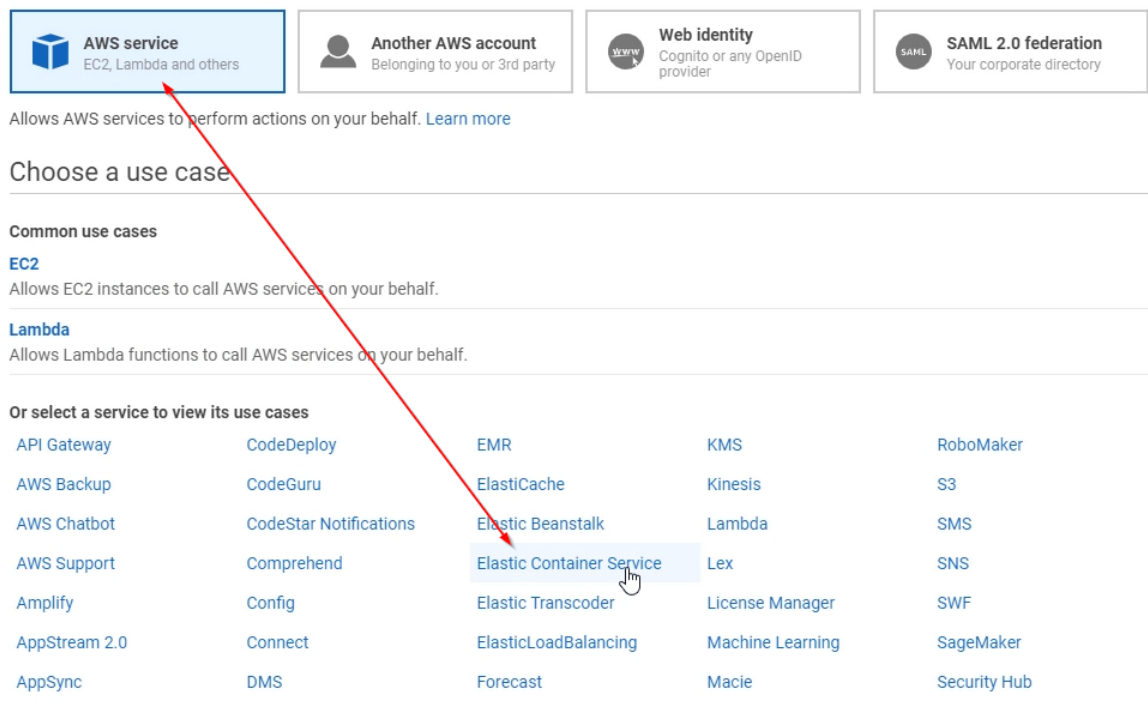 AWS service
EC2, Lambda and others
Another AWS account
Belonging to you or 3rd party
www
Web identity
Cognito or any OpenID
provider
SAML
SAML 2.0 federation
Your corporate directory
Allows AWS services to perform actions on your behalf. Learn more
Choose a use case
Common use cases
EC2
Allows EC2 instances to call AWS services on your behalf.
Lambda
Allows Lambda functions to call AWS services on your behalf.
Or select a service to view its use cases
API Gateway CodeDeploy EMR KMS RoboMaker
AWS Backup CodeGuru ElastiCache Kinesis S3
AWS Chatbot CodeStar Notifications Elastic Beanstalk Lambda SMS
AWS Support Comprehend Elastic Container Service Lex SNS
Amplify Config Elastic Transcoder License Manager SWF
AppStream 2.0 Connect ElasticLoadBalancing Machine Learning SageMaker
AppSync DMS Forecast Macie Security Hub